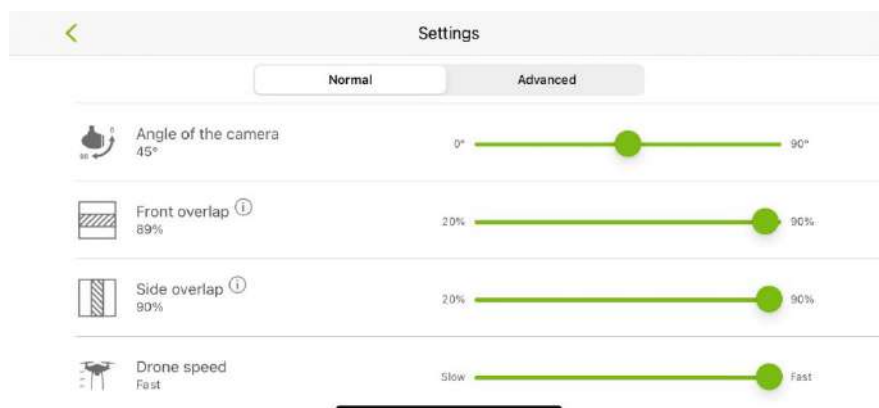 Settings
Normal Advanced
Angle of the camera
45°
0° 90°
Front overlap
89%
20% 90%
Side overlap
90%
20% 90%
Drone speed
Fast
Slow Fast